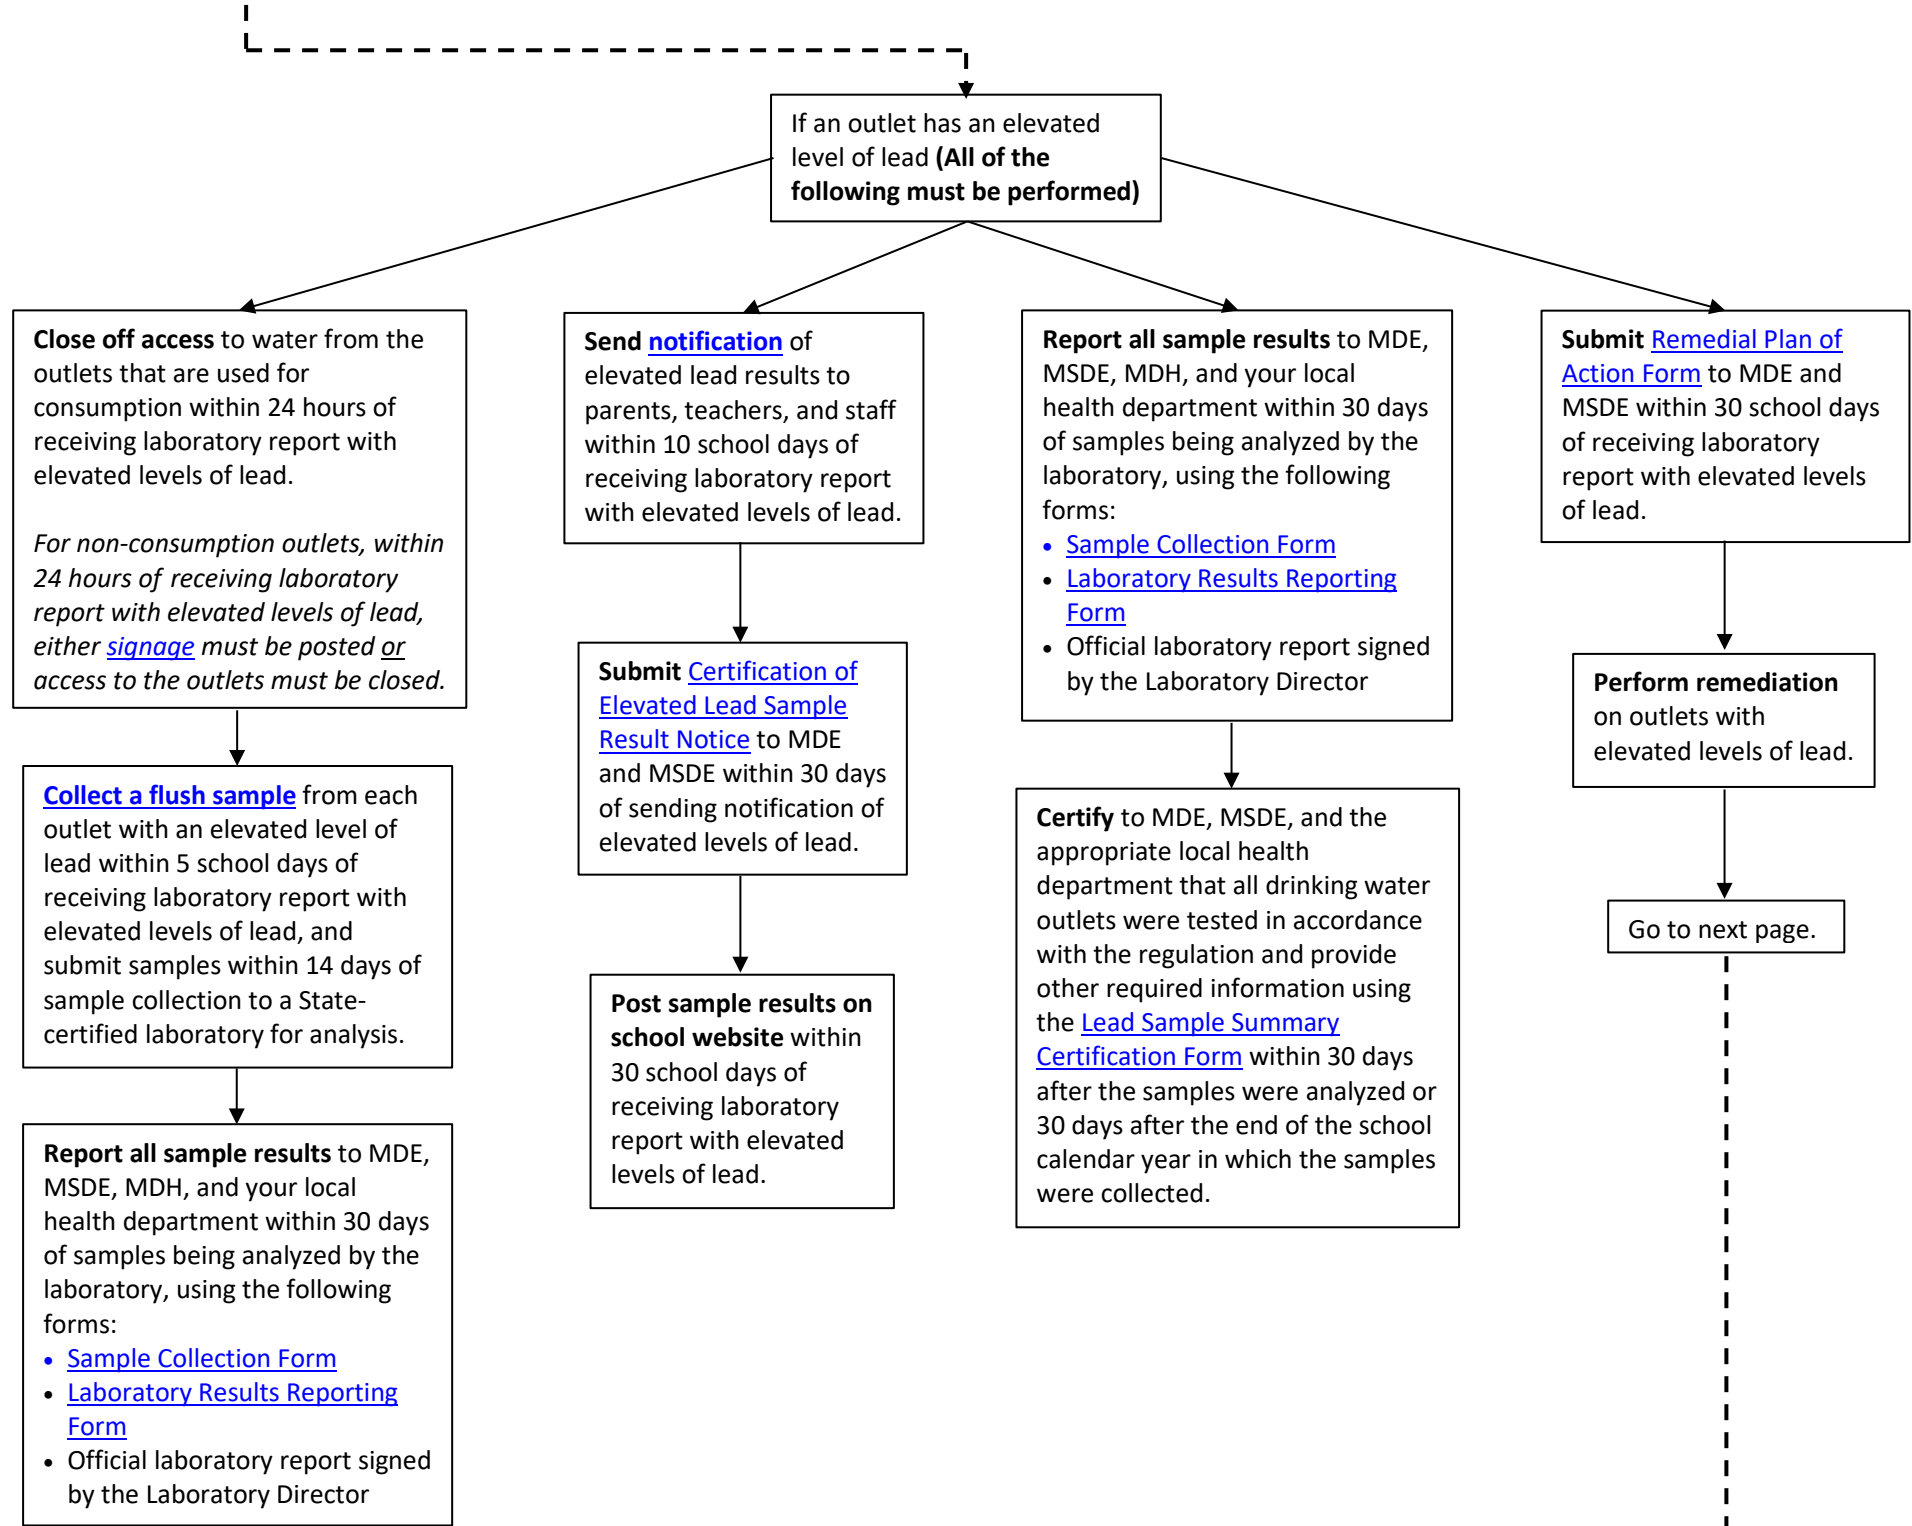 If an outlet has an elevated
level of lead (All of the
following must be performed)
Close off access to water from the
outlets that are used for
consumption within 24 hours of
receiving laboratory report with
elevated levels of lead.
For non-consumption outlets, within
24 hours of receiving laboratory
report with elevated levels of lead,
either signage must be posted or
access to the outlets must be closed.
Collect a flush sample from each
outlet with an elevated level of
lead within 5 school days of
receiving laboratory report with
elevated levels of lead, and
submit samples within 14 days of
sample collection to a State-
certified laboratory for analysis.
Report all sample results to MDE,
MSDE, MDH, and your local
health department within 30 days
of samples being analyzed by the
laboratory, using the following
forms:
• Sample Collection Form
• Laboratory Results Reporting
Form
• Official laboratory report signed
by the Laboratory Director
Send notification of
elevated lead results to
parents, teachers, and staff
within 10 school days of
receiving laboratory report
with elevated levels of lead.
Submit Certification of
Elevated Lead Sample
Result Notice to MDE
and MSDE within 30 days
of sending notification of
elevated levels of lead.
Post sample results on
school website within
30 school days of
receiving laboratory
report with elevated
levels of lead.
Report all sample results to MDE,
MSDE, MDH, and your local
health department within 30 days
of samples being analyzed by the
laboratory, using the following
forms:
• Sample Collection Form
• Laboratory Results Reporting
Form
• Official laboratory report signed
by the Laboratory Director
Certify to MDE, MSDE, and the
appropriate local health
department that all drinking water
outlets were tested in accordance
with the regulation and provide
other required information using
the Lead Sample Summary
Certification Form within 30 days
after the samples were analyzed or
30 days after the end of the school
calendar year in which the samples
were collected.
Submit Remedial Plan of
Action Form to MDE and
MSDE within 30 school days
of receiving laboratory
report with elevated levels
of lead.
Perform remediation
on outlets with
elevated levels of lead.
Go to next page.